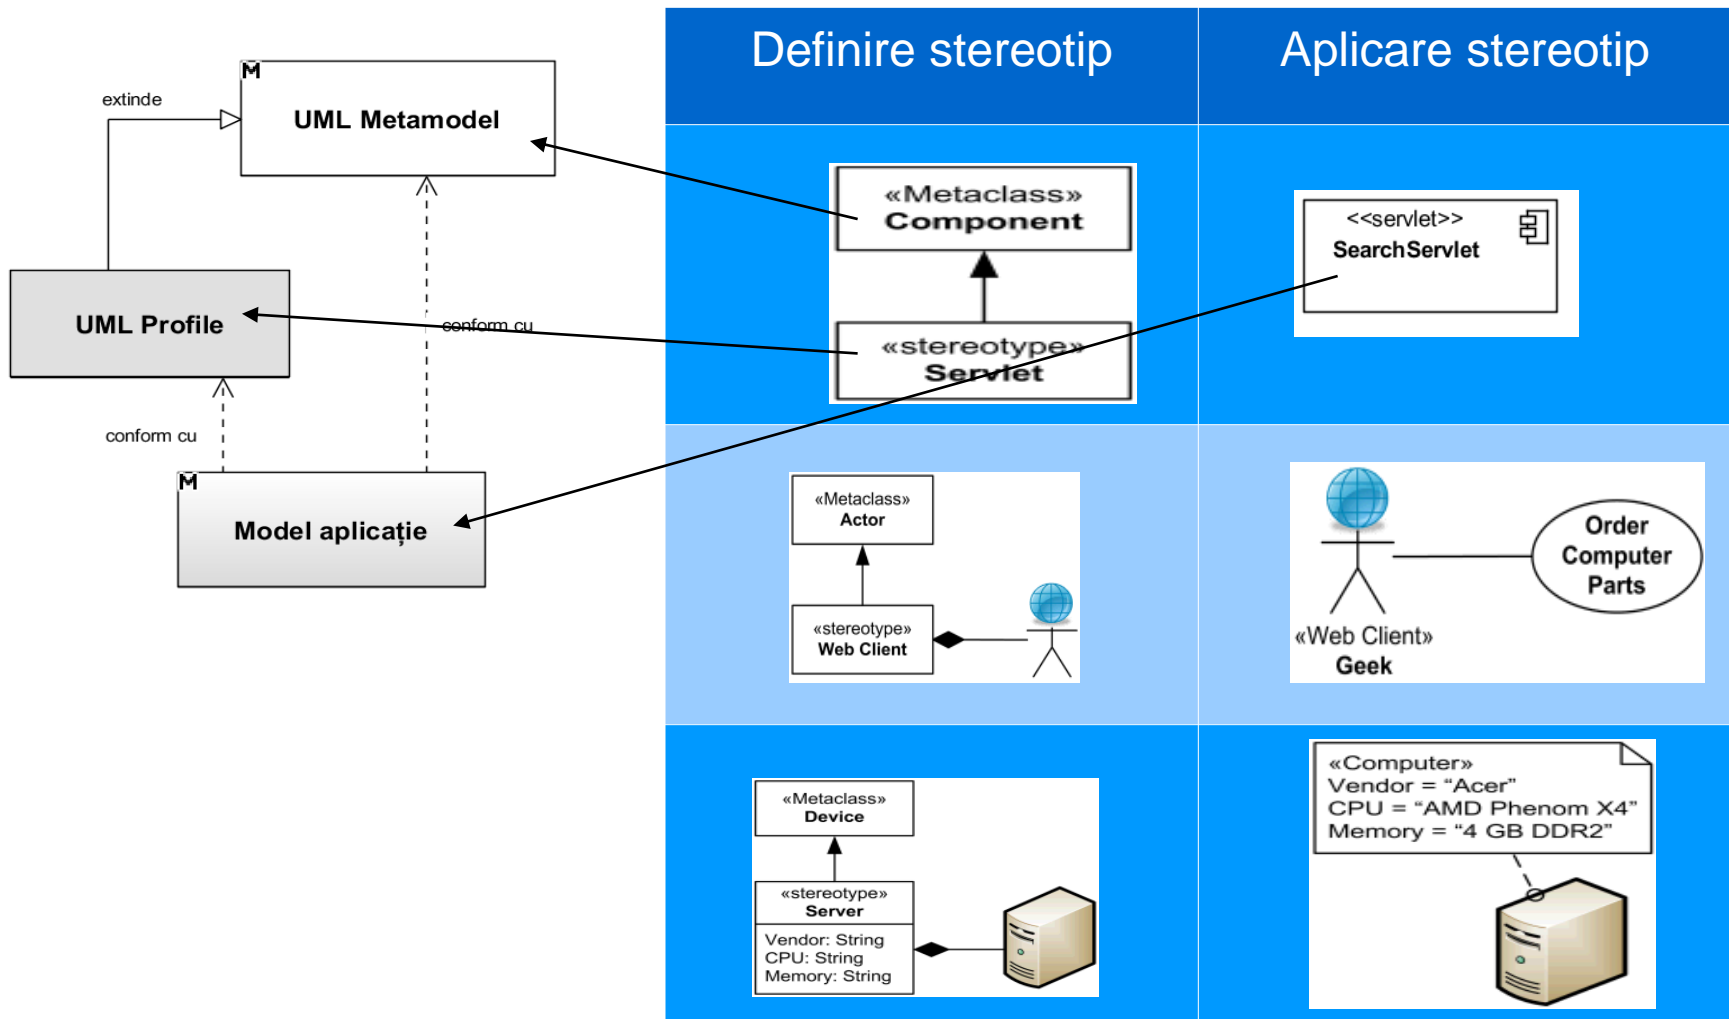 Definire stereotip
Aplicare stereotip
M
UML Metamodel
extinde
UML Profile
conform cu
conform cu
M
Model aplicație
«Metaclass»
Component
«stereotype»
Servlet
<<servlet>>
SearchServlet
«Metaclass»
Actor
«stereotype»
Web Client
Order
Computer
Parts
«Web Client»
Geek
«Metaclass»
Device
«stereotype»
Server
Vendor: String
CPU: String
Memory: String
«Computer»
Vendor = “Acer”
CPU = “AMD Phenom X4”
Memory = “4 GB DDR2”